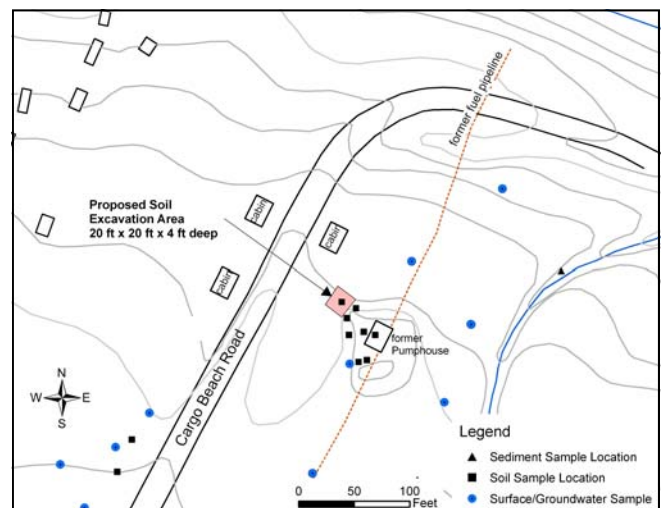 former fuel pipeline
Proposed Soil
Excavation Area
20 ft x 20 ft x 4 ft deep
cabin
cabin
cabin
former
Pumphouse
Cargo Beach Road
N
W E
S
Legend
Sediment Sample Location
Soil Sample Location
Surface/Groundwater Sample
0 50 100
Feet